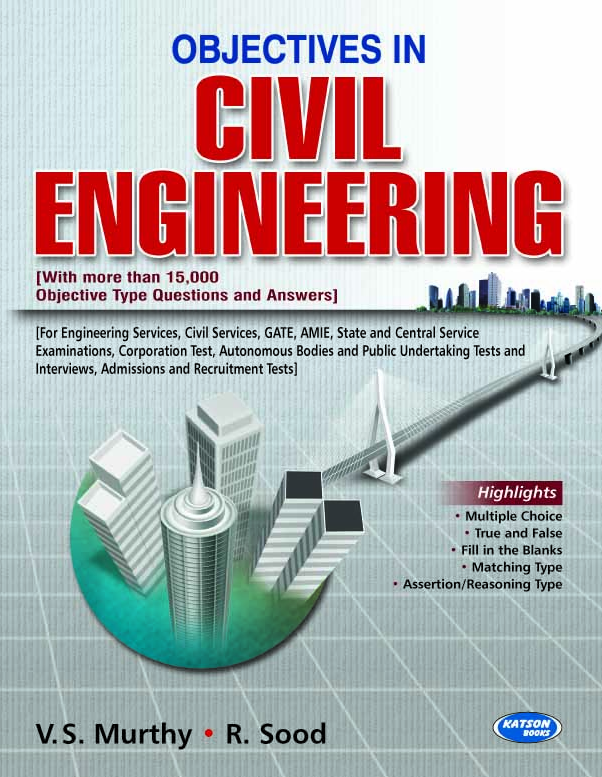 OBJECTIVES IN
CIVIL
ENGINEERING
[With more than 15,000
Objective Type Questions and Answers]
[For Engineering Services, Civil Services, GATE, AMIE, State and Central Service
Examinations, Corporation Test, Autonomous Bodies and Public Undertaking Tests and
Interviews, Admissions and Recruitment Tests]
Highlights
• Multiple Choice
• True and False
• Fill in the Blanks
• Matching Type
• Assertion/Reasoning Type
V.S. Murthy • R. Sood
KATSON
BOOKS